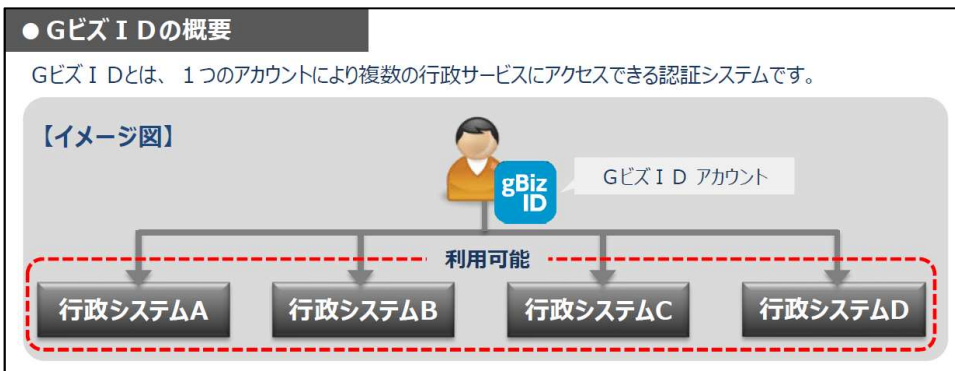 ●GビズＩＤの概要
GビズＩＤとは、１つのアカウントにより複数の行政サービスにアクセスできる認証システムです。
【イメージ図】
gBiz
ID
GビズＩＤ アカウント
利用可能
行政システムA
行政システムB
行政システムC
行政システムD